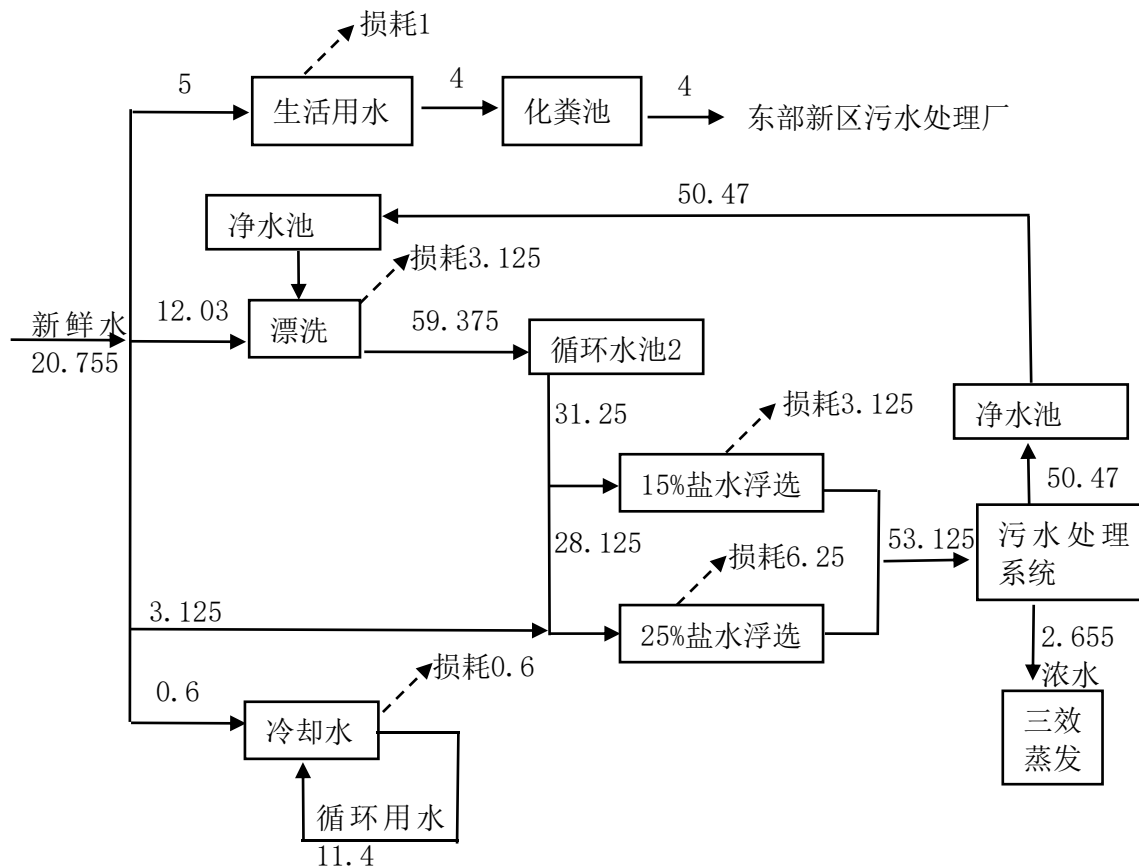 损耗1
5
生活用水
4
化粪池
4
东部新区污水处理厂
50.47
净水池
损耗3.125
新鲜水
20.755
12.03
漂洗
59.375
循环水池2
31.25
损耗3.125
净水池
15%盐水浮选
50.47
28.125
53.125
污水处理
系统
损耗6.25
3.125
25%盐水浮选
2.655
浓水
损耗0.6
0.6
冷却水
三效
蒸发
循环用水
11.4